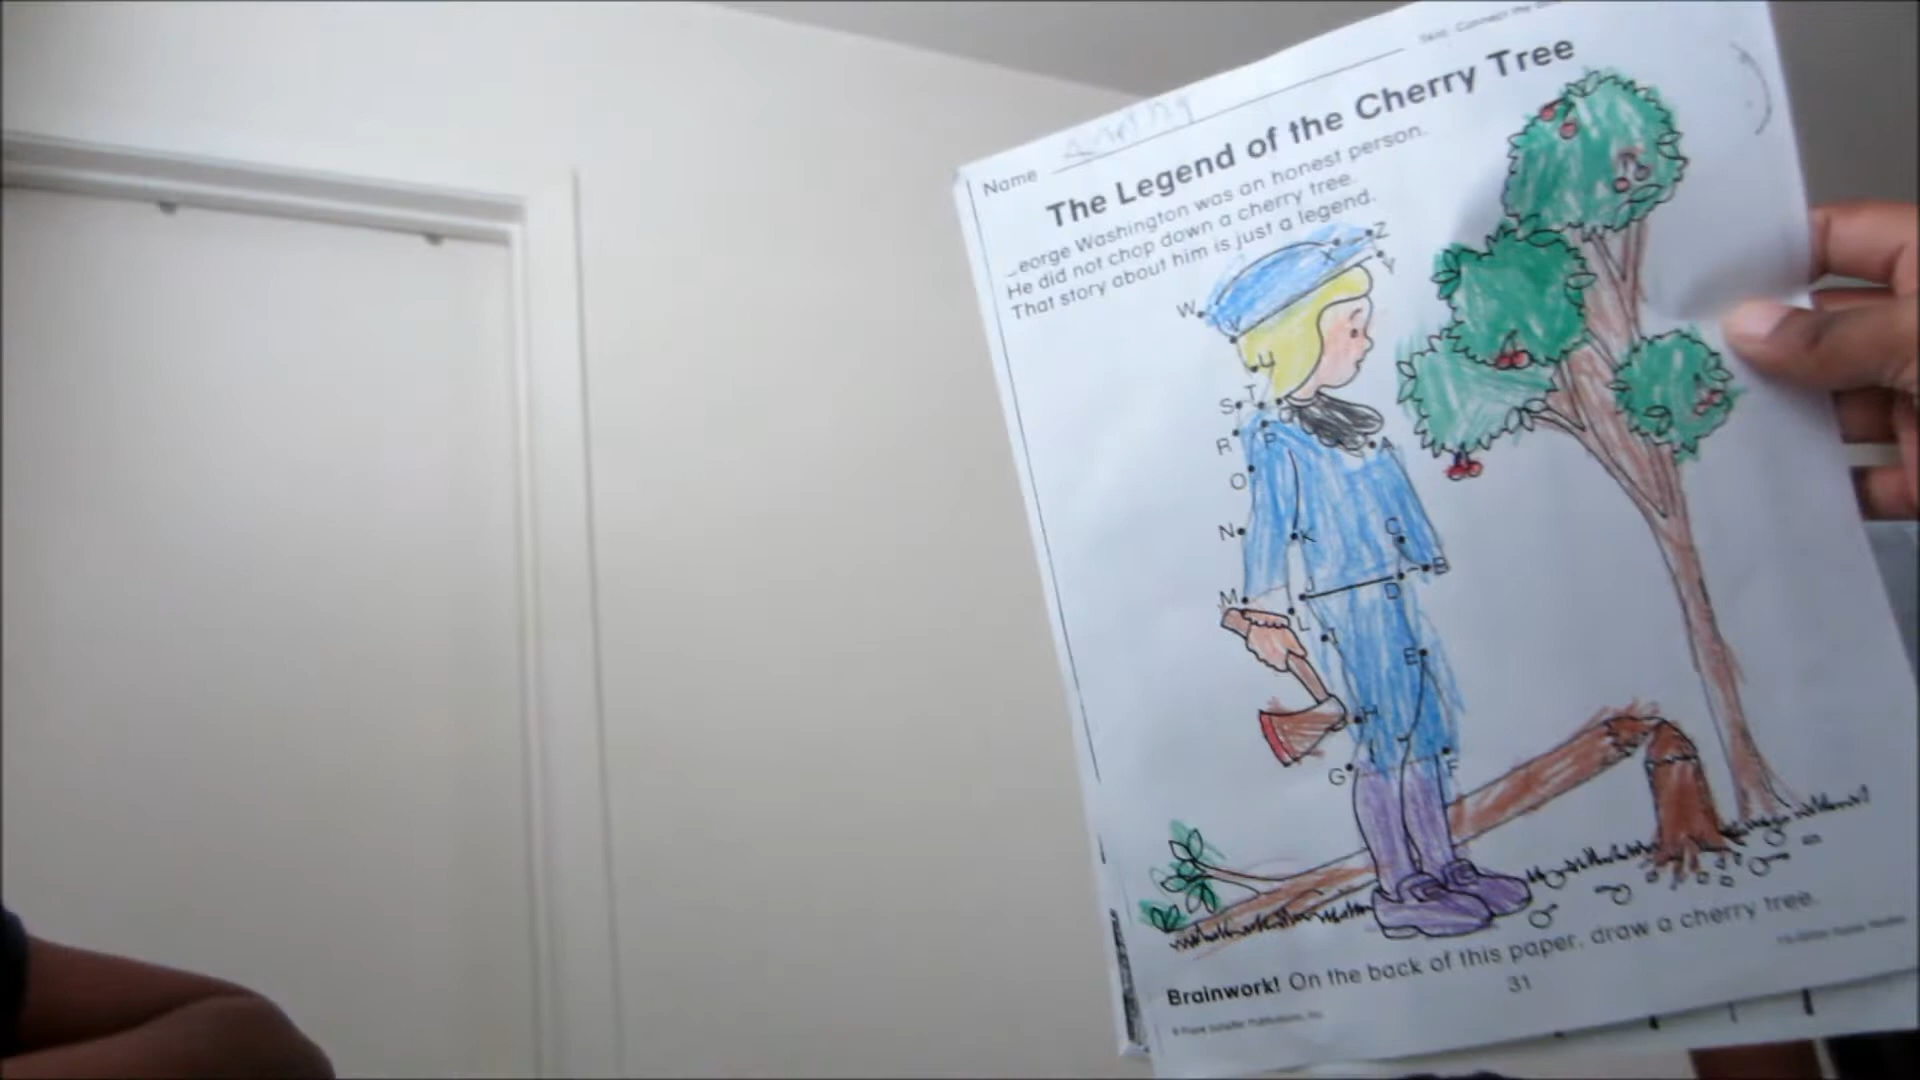 Name
The Legend of the Cherry Tree
eorge Washington was an honest person.
He did not chop down a cherry tree.
That story about him is just a legend.
Z
X
Y
W
V
U
S T
R P
A
O
N
K
C
B
J
D
M
L
I
E
H
G
F
Brainwork! On the back of this paper, draw a cherry tree.
31